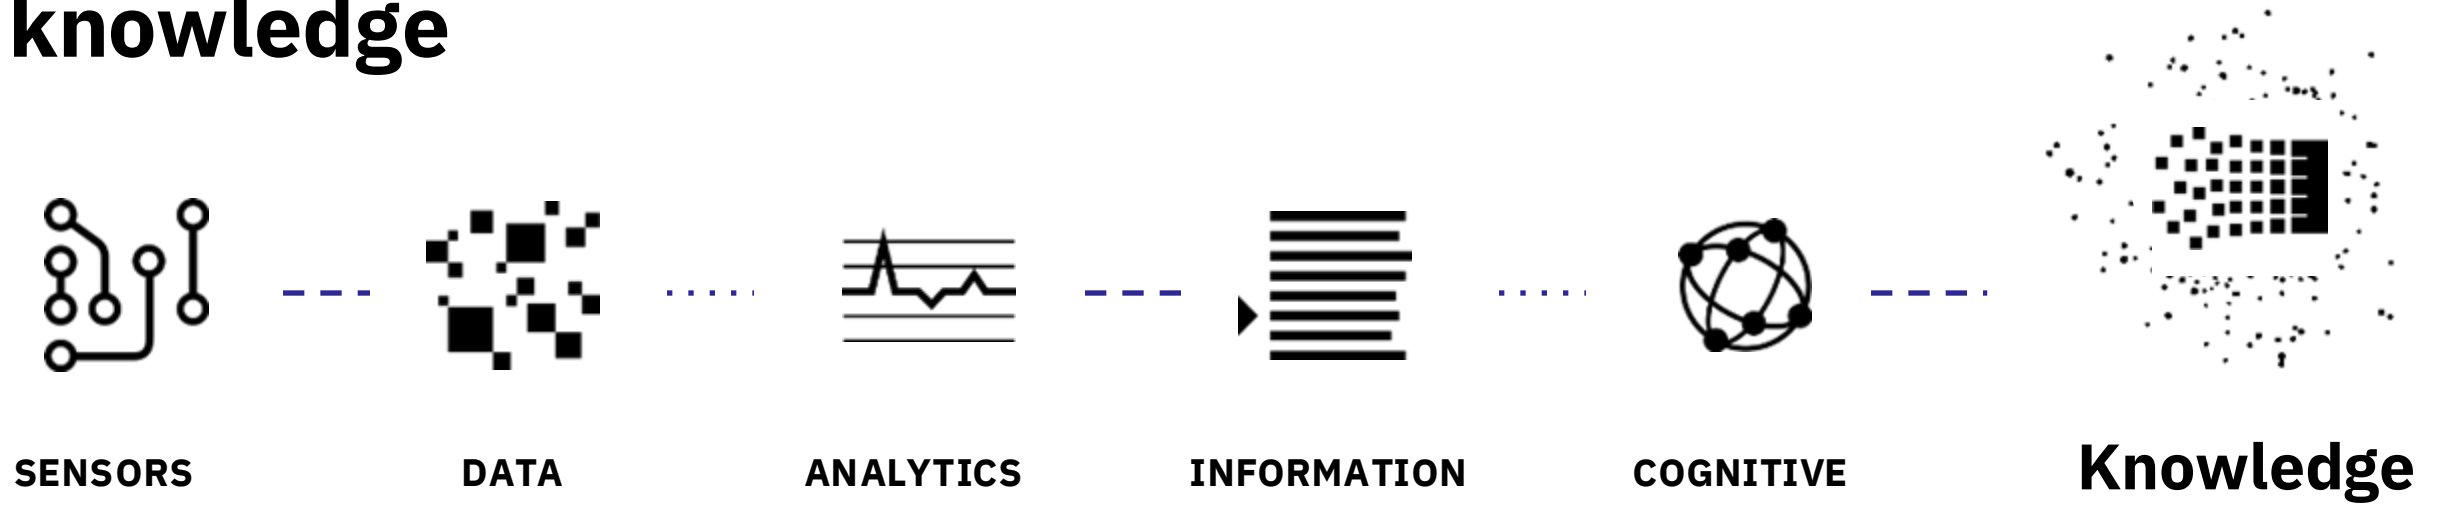 knowledge
SENSORS
DATA
ANALYTICS
INFORMATION
COGNITIVE
Knowledge